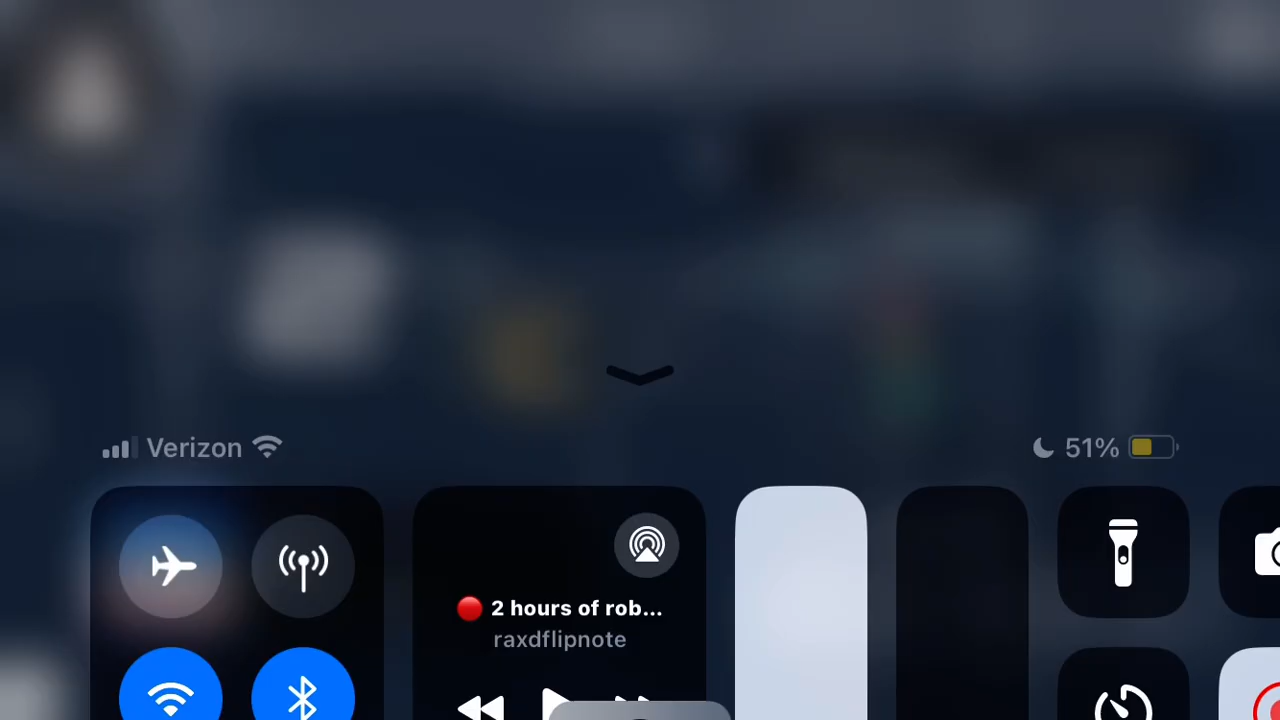 Verizon
51%
🔴 2 hours of rob...
raxdflipnote